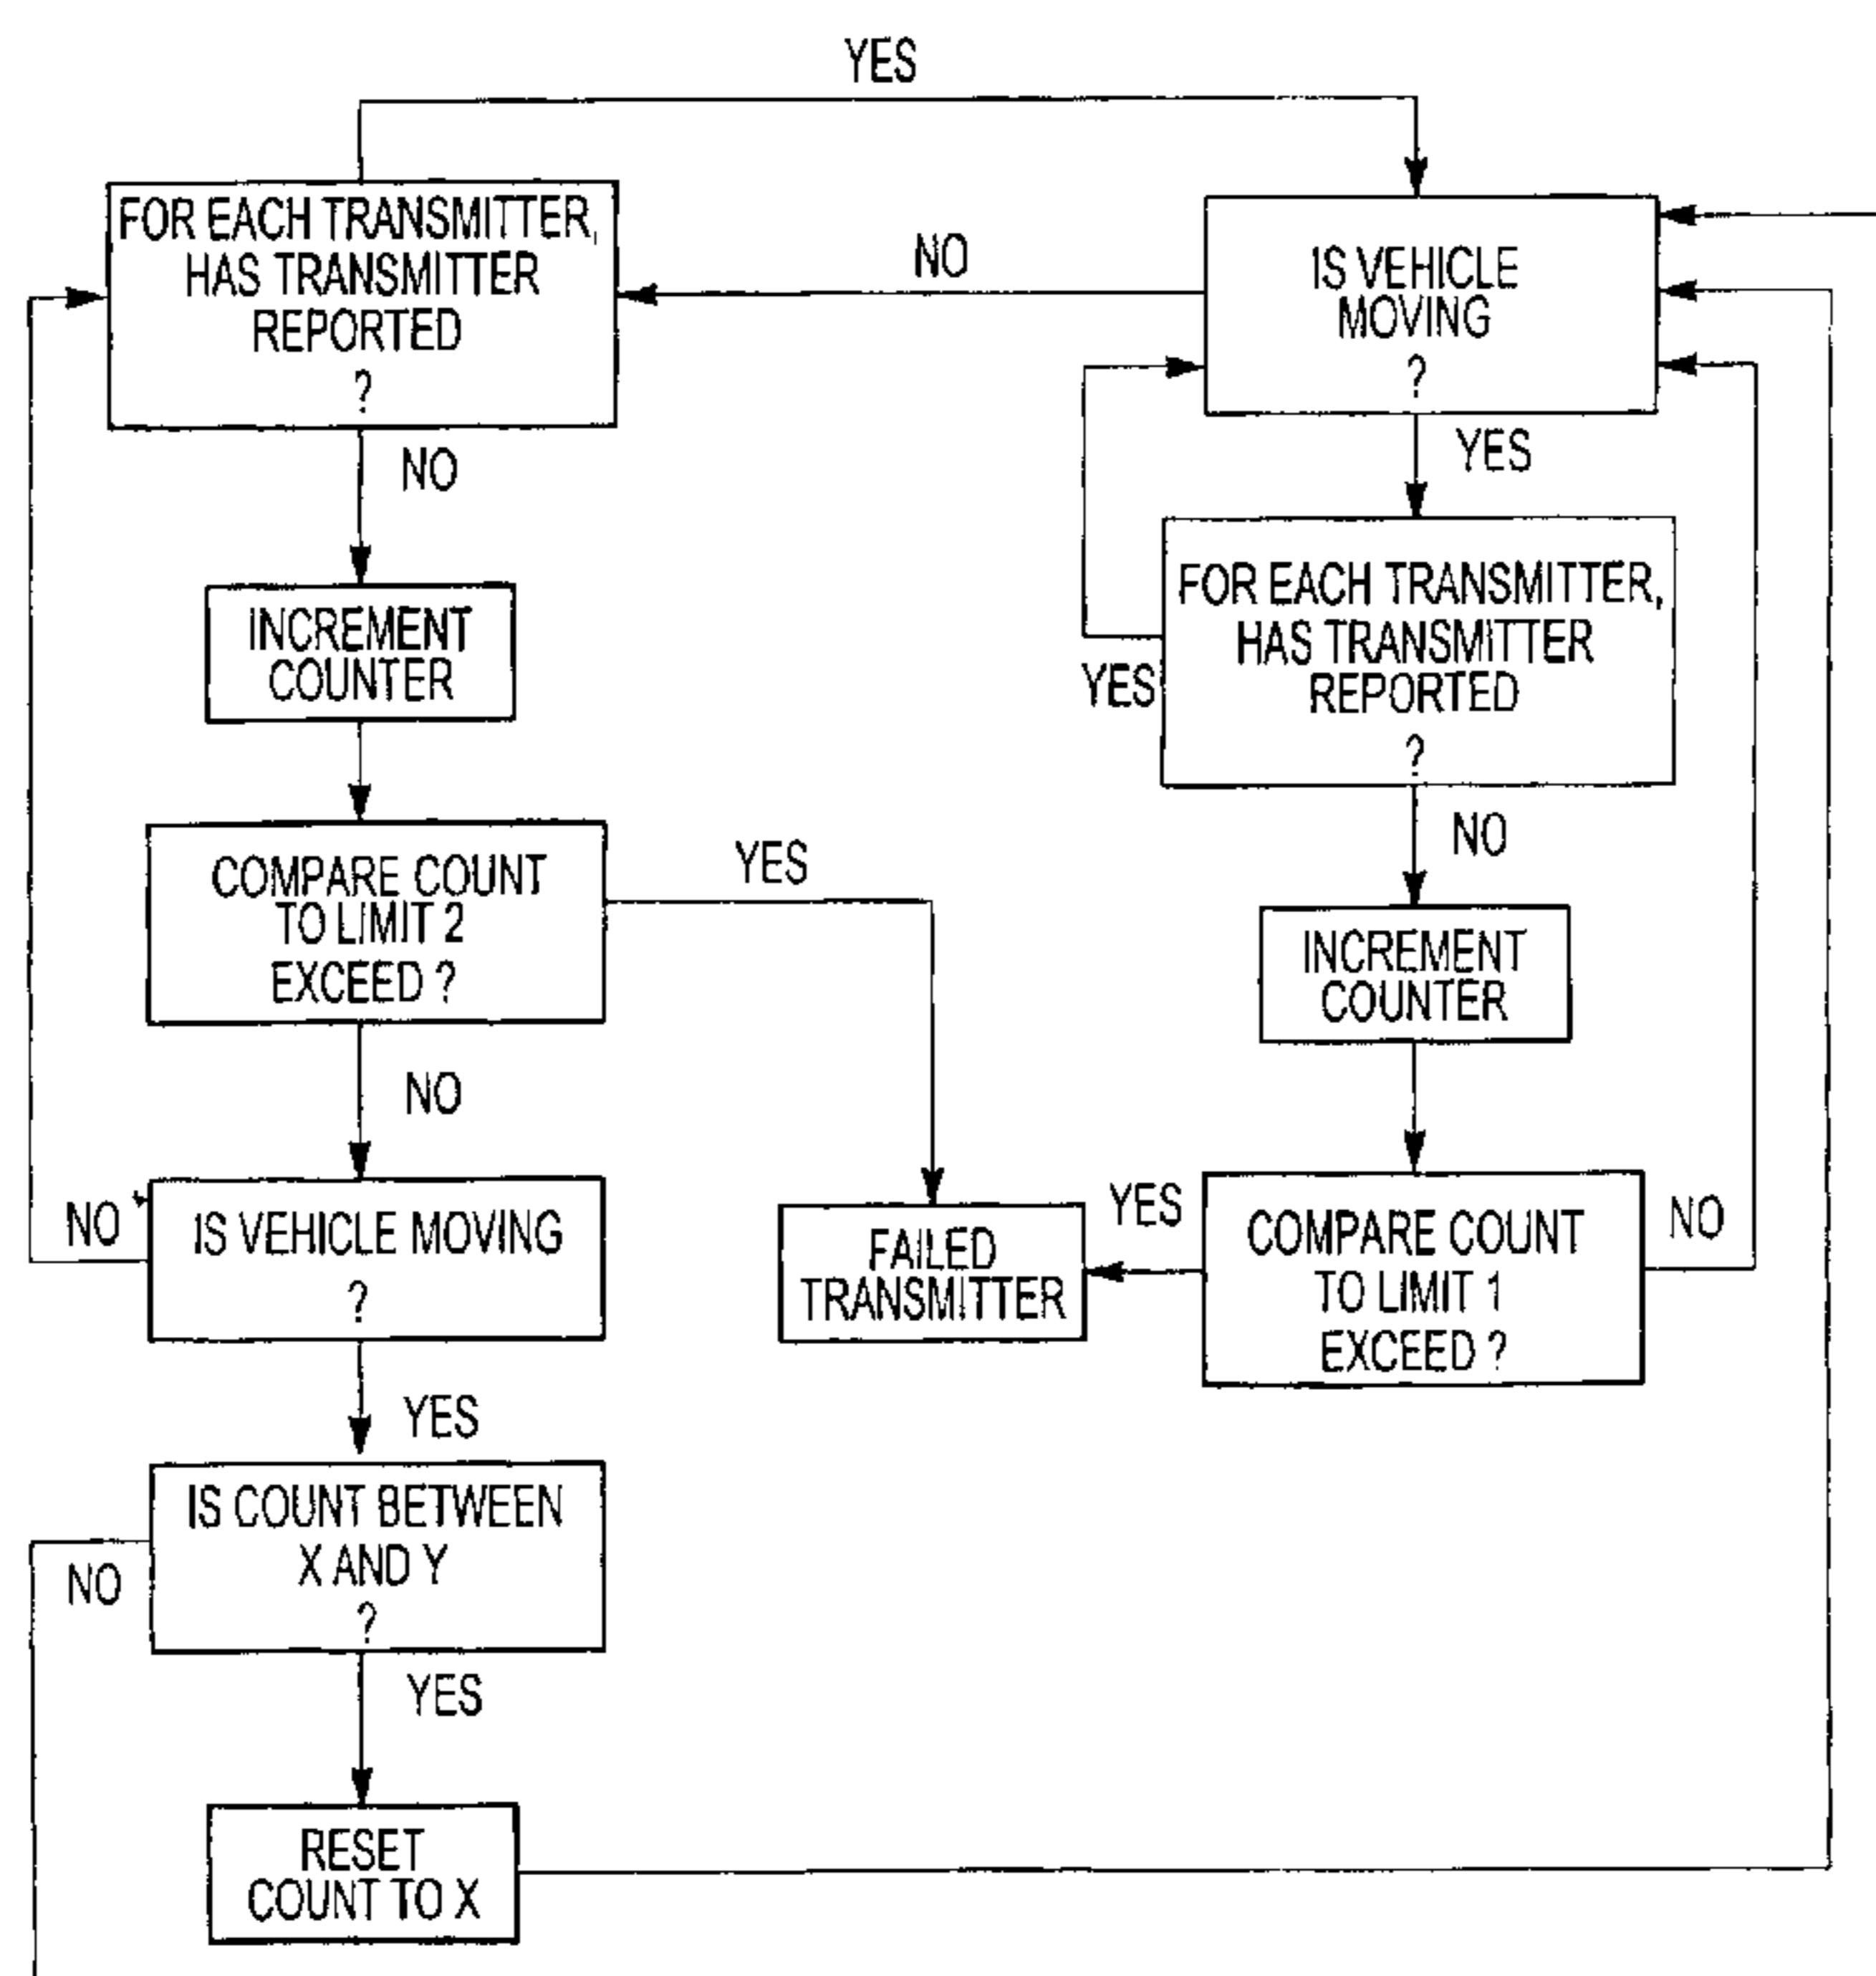 YES
FOR EACH TRANSMITTER,
HAS TRANSMITTER
REPORTED
?
NO
IS VEHICLE
MOVING
?
NO
YES
FOR EACH TRANSMITTER,
HAS TRANSMITTER
REPORTED
?
YES
INCREMENT
COUNTER
NO
COMPARE COUNT
TO LIMIT 2
EXCEED ?
YES
INCREMENT
COUNTER
NO
IS VEHICLE MOVING
?
NO
FAILED
TRANSMITTER
YES
COMPARE COUNT
TO LIMIT 1
EXCEED ?
NO
YES
IS COUNT BETWEEN
X AND Y
?
NO
YES
RESET
COUNT TO X